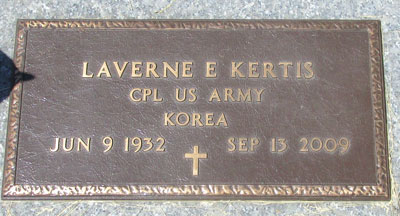 LAVERNE E KERTIS
CPL US ARMY
KOREA
JUN 9 1932 SEP 13 2009